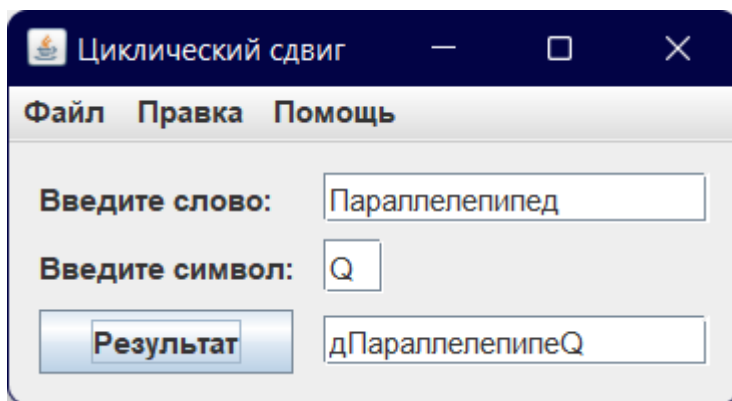 Циклический сдвиг
Файл Правка Помощь
Введите слово: Параллелепипед
Введите символ: Q
Результат дПараллелепипеQ